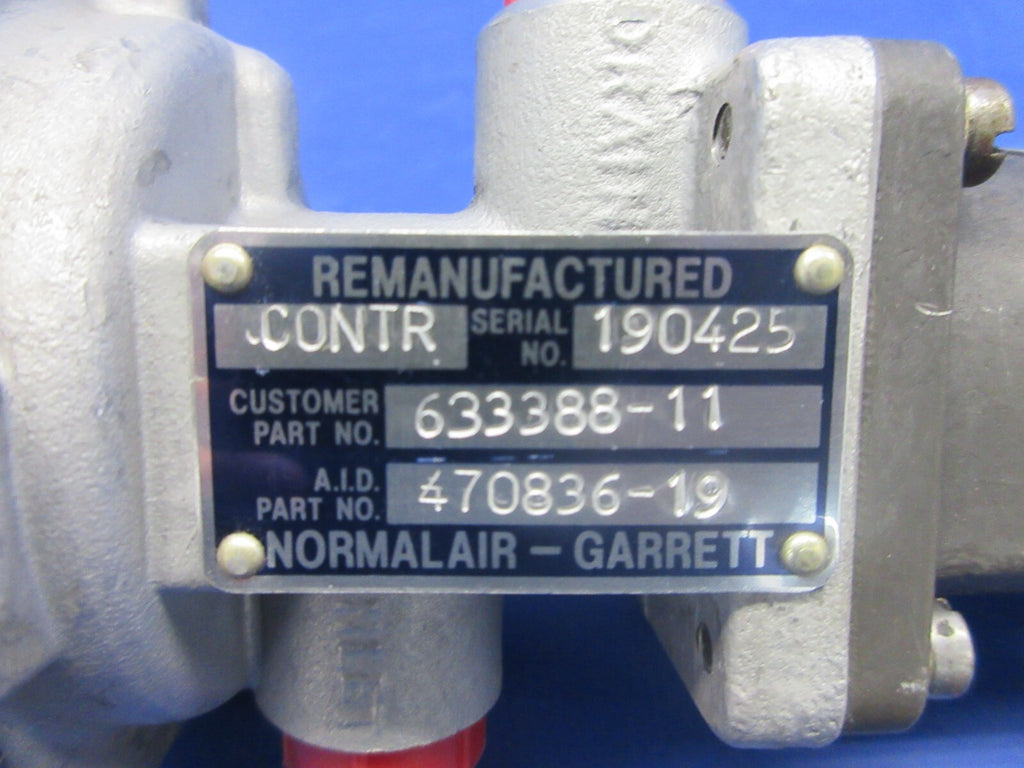 REMANUFACTURED
CONTR SERIAL NO. 190425
CUSTOMER PART NO. 633388-11
A.I.D. PART NO. 470836-19
NORMALAIR - GARRETT